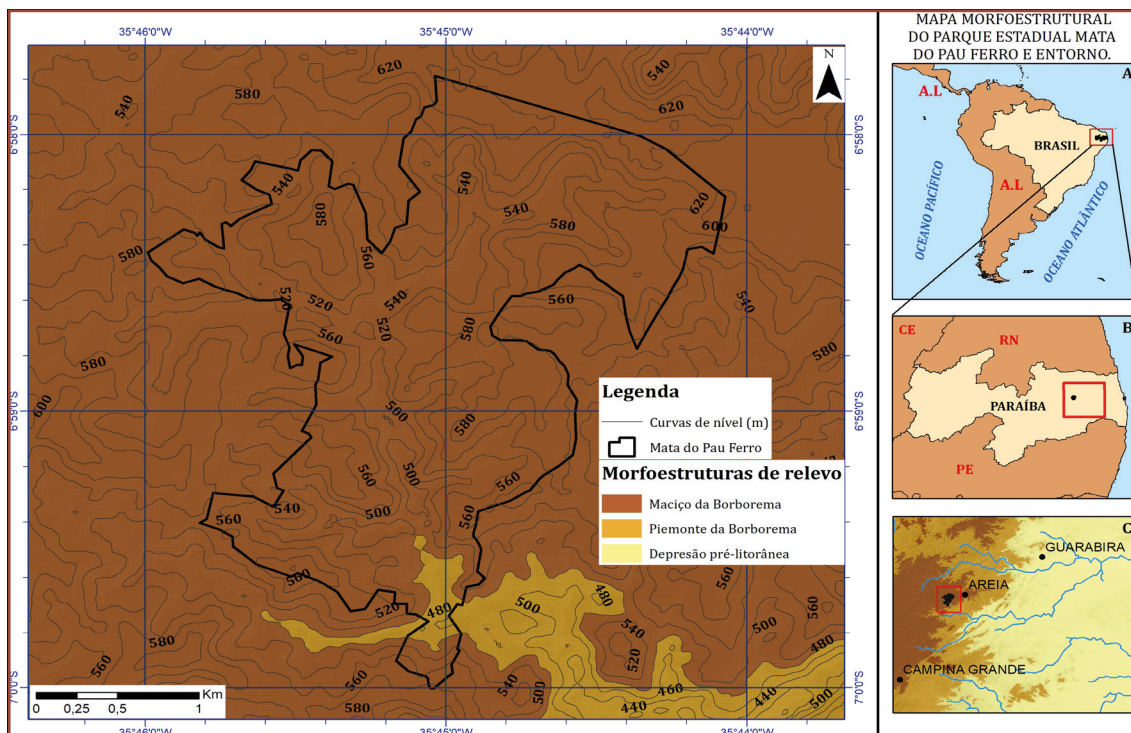 MAPA MORFOESTRUTURAL
DO PARQUE ESTADUAL MATA
DO PAU FERRO E ENTORNO.
35°46'0"W
35°45'0"W
35°44'0"W
6°58'0"S
6°58'0"S
6°59'0"S
6°59'0"S
7°0'0"S
7°0'0"S
N
620
540
540
580
620
540
540
540
620
580
580
600
580
560
520
520
540
560
540
560
520
580
580
580
600
500
580
560
500
560
560
540
500
560
560
560
480
520
480
500
560
500
540
480
580
520
560
560
540
500
460
440
500
580
440
Legenda
Curvas de nível (m)
Mata do Pau Ferro
Morfoestruturas de relevo
Maciço da Borborema
Piemonte da Borborema
Depressão pré-litorânea
Km
0
0,25
0,5
1
35°46'0"W
35°45'0"W
35°44'0"W
A
A.L
BRASIL
A.L
OCEANO PACÍFICO
OCEANO ATLÂNTICO
B
CE
RN
PARAÍBA
PE
C
GUARABIRA
AREIA
CAMPINA GRANDE